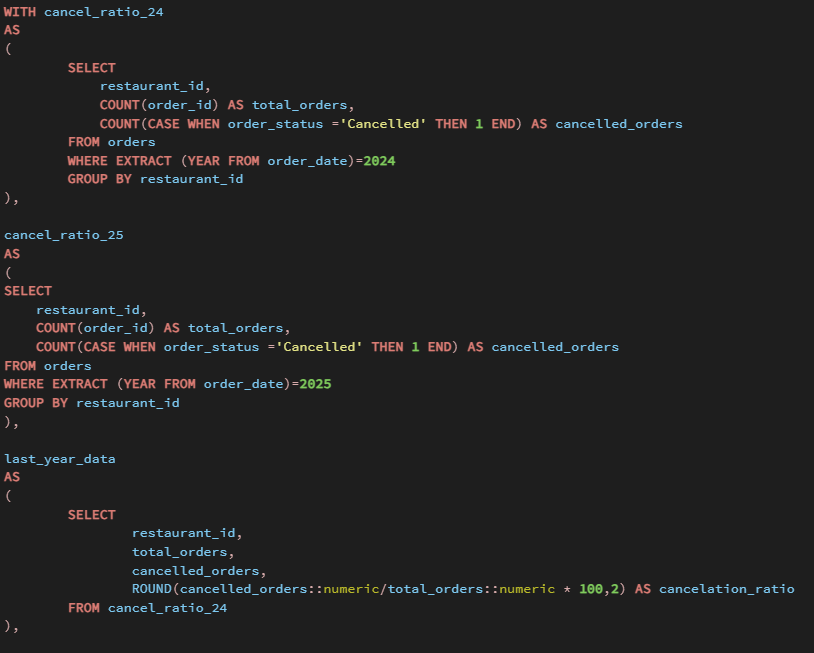 WITH cancel_ratio_24
AS
(
SELECT
restaurant_id,
COUNT(order_id) AS total_orders,
COUNT(CASE WHEN order_status ='Cancelled' THEN 1 END) AS cancelled_orders
FROM orders
WHERE EXTRACT (YEAR FROM order_date)=2024
GROUP BY restaurant_id
),
cancel_ratio_25
AS
(
SELECT
restaurant_id,
COUNT(order_id) AS total_orders,
COUNT(CASE WHEN order_status ='Cancelled' THEN 1 END) AS cancelled_orders
FROM orders
WHERE EXTRACT (YEAR FROM order_date)=2025
GROUP BY restaurant_id
),
last_year_data
AS
(
SELECT
restaurant_id,
total_orders,
cancelled_orders,
ROUND(cancelled_orders::numeric/total_orders::numeric * 100,2) AS cancelation_ratio
FROM cancel_ratio_24
),